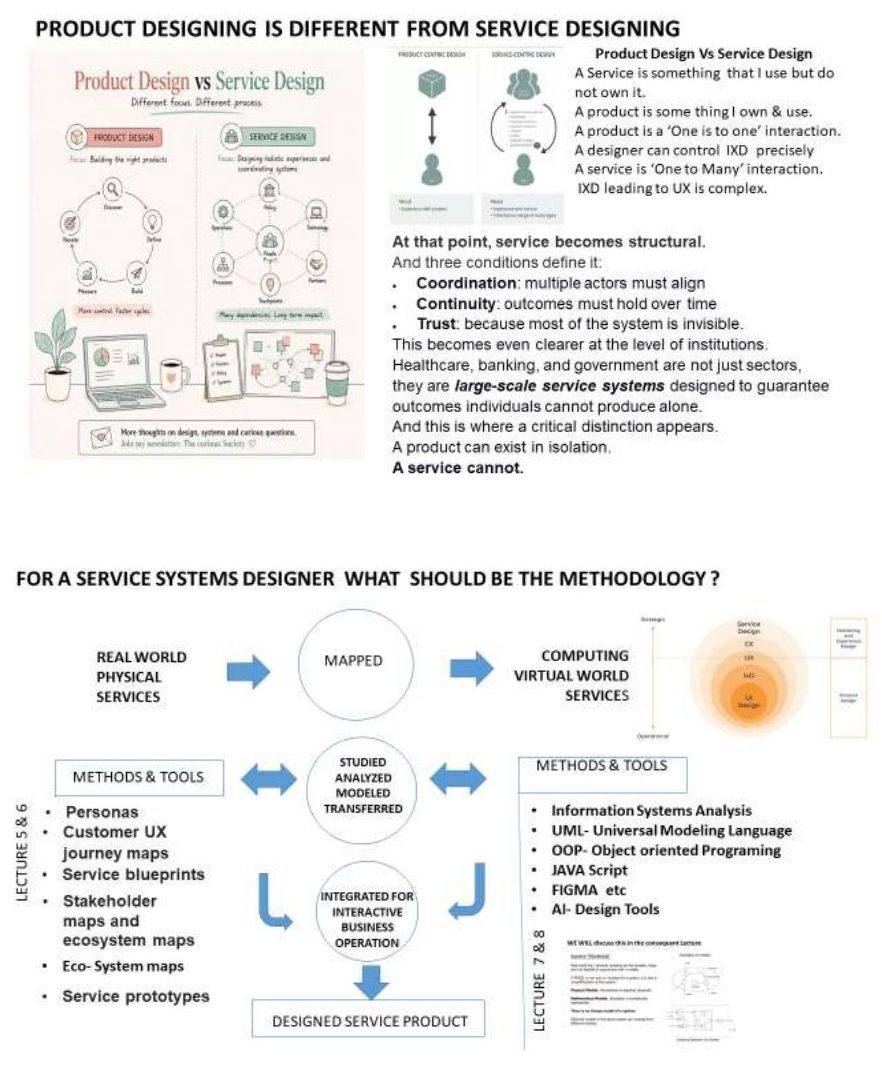 PRODUCT DESIGNING IS DIFFERENT FROM SERVICE DESIGNING
Product Design vs Service Design
Different focus. Different process.
PRODUCT DESIGN
Focus: Building the right products
Discover
Define
Build
Measure
Iterate
More control. Faster cycles.
SERVICE DESIGN
Focus: Designing holistic experiences and
coordinating systems
Policy
Operations
Technology
People
Processes
Partners
Touchpoints
Many dependencies. Long-term impact.
More thoughts on design, systems and curious questions.
Join my newsletter: The curious Society
PRODUCT CENTRIC DESIGN
SERVICE-CENTRIC DESIGN
Product Design Vs Service Design
A Service is something that I use but do
not own it.
A product is some thing I own & use.
A product is a ‘One is to one’ interaction.
A designer can control IXD precisely
A service is ‘One to Many’ interaction.
IXD leading to UX is complex.
At that point, service becomes structural.
And three conditions define it:
• Coordination: multiple actors must align
• Continuity: outcomes must hold over time
• Trust: because most of the system is invisible.
This becomes even clearer at the level of institutions.
Healthcare, banking, and government are not just sectors,
they are large-scale service systems designed to guarantee
outcomes individuals cannot produce alone.
And this is where a critical distinction appears.
A product can exist in isolation.
A service cannot.
FOR A SERVICE SYSTEMS DESIGNER WHAT SHOULD BE THE METHODOLOGY ?
REAL WORLD
PHYSICAL
SERVICES
MAPPED
COMPUTING
VIRTUAL WORLD
SERVICES
Strategic
Service
Design
CX
UX
IxD
UI
Design
Operational
Marketing
and
Experience
Design
Product
Design
METHODS & TOOLS
STUDIED
ANALYZED
MODELED
TRANSFERRED
METHODS & TOOLS
LECTURE 5 & 6
• Personas
• Customer UX
journey maps
• Service blueprints
• Stakeholder
maps and
ecosystem maps
• Eco- System maps
• Service prototypes
INTEGRATED FOR
INTERACTIVE
BUSINESS
OPERATION
DESIGNED SERVICE PRODUCT
• Information Systems Analysis
• UML- Universal Modeling Language
• OOP- Object oriented Programing
• JAVA Script
• FIGMA etc
• AI- Design Tools
LECTURE 7 & 8
WE WILL discuss this in the consequent Lecture